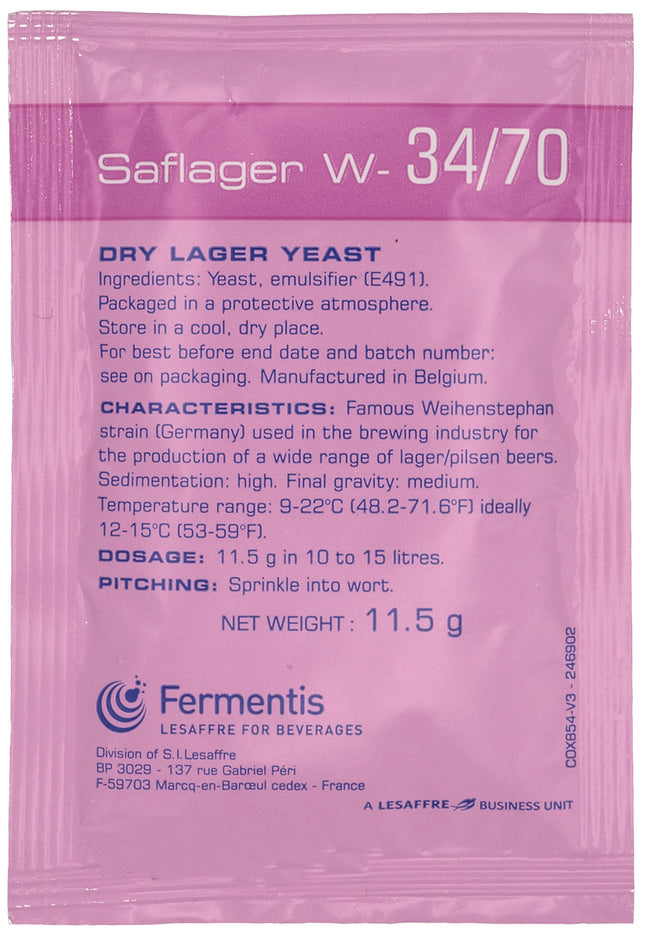 Saflager W- 34/70
DRY LAGER YEAST
Ingredients: Yeast, emulsifier (E491).
Packaged in a protective atmosphere.
Store in a cool, dry place.
For best before end date and batch number:
see on packaging. Manufactured in Belgium.
CHARACTERISTICS: Famous Weihenstephan
strain (Germany) used in the brewing industry for
the production of a wide range of lager/pilsen beers.
Sedimentation: high. Final gravity: medium.
Temperature range: 9-22°C (48.2-71.6°F) ideally
12-15°C (53-59°F).
DOSAGE: 11.5 g in 10 to 15 litres.
PITCHING: Sprinkle into wort.
NET WEIGHT: 11.5 g
COX854-V3 - 246902
Fermentis
LESAFFRE FOR BEVERAGES
Division of S.I.Lesaffre
BP 3029 - 137 rue Gabriel Péri
F-59703 Marcq-en-Barœul cedex - France
A LESAFFRE BUSINESS UNIT